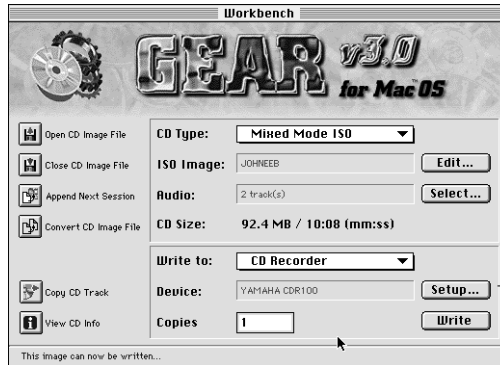 Workbench
GEAR v3.0
for Mac OS
Open CD Image File
Close CD Image File
Append Next Session
Convert CD Image File
CD Type: Mixed Mode ISO
ISO Image: JOHNEEB Edit...
Audio: 2 track(s) Select...
CD Size: 92.4 MB / 10:08 (mm:ss)
Copy CD Track
View CD Info
Write to: CD Recorder
Device: YAMAHA CDR100 Setup...
Copies 1 Write
This image can now be written...